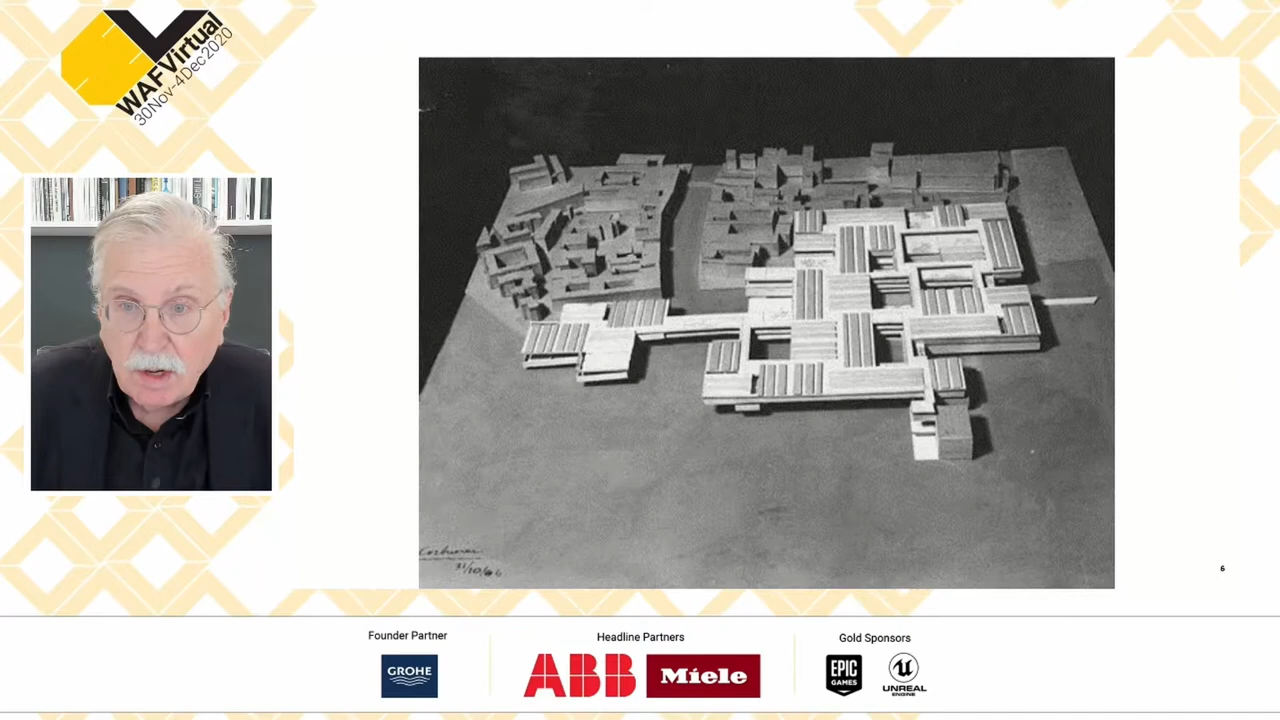 WAFVirtual
30Nov-4Dec2020
6
Founder Partner
Headline Partners
Gold Sponsors
GROHE
ABB
Miele
EPIC
GAMES
UNREAL
ENGINE